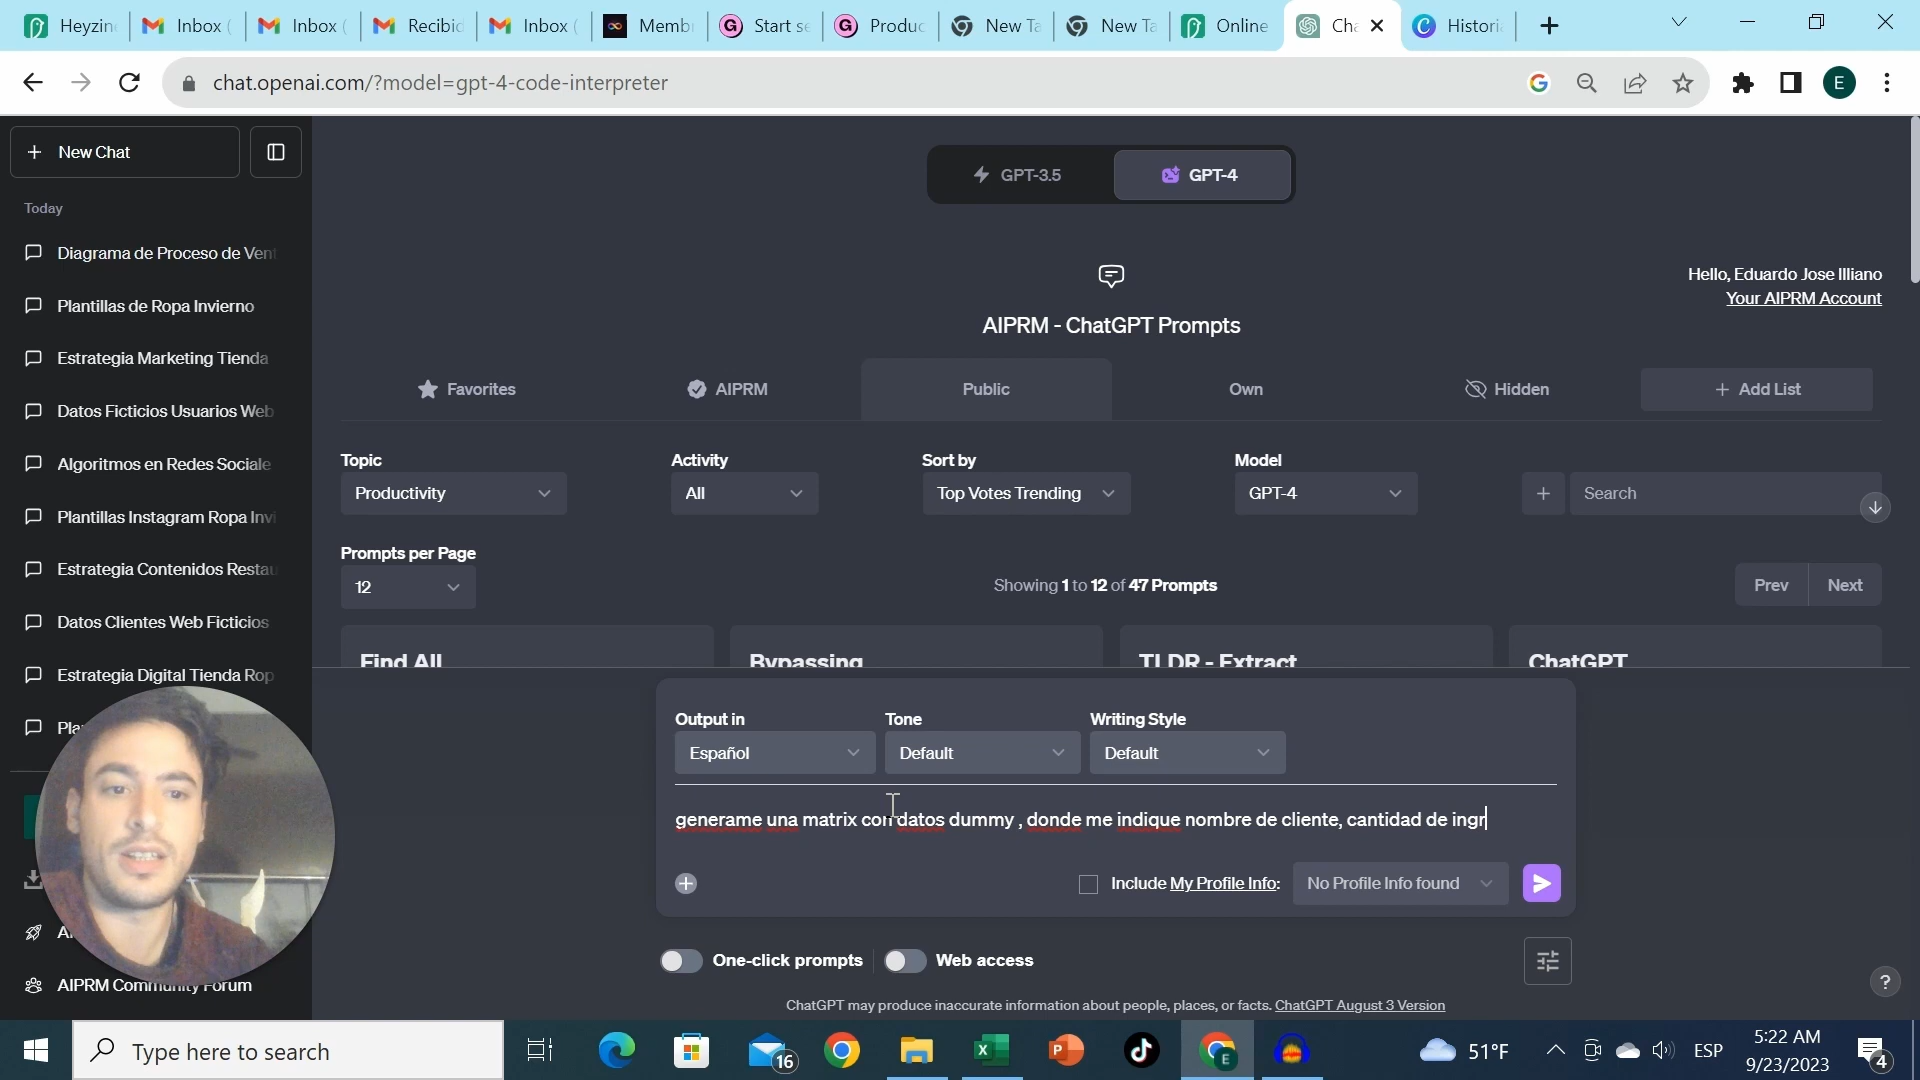 Heyzin
Inbox (
Inbox (
Recibid
Inbox (
Memb
Start se
Produc
New Ta
New Ta
Online
Cha
Histori
chat.openai.com/?model=gpt-4-code-interpreter
E
New Chat
GPT-3.5
GPT-4
Today
Diagrama de Proceso de Vent
Plantillas de Ropa Invierno
Estrategia Marketing Tienda
Datos Ficticios Usuarios Web
Algoritmos en Redes Sociale
Plantillas Instagram Ropa Invi
Estrategia Contenidos Restau
Datos Clientes Web Ficticios
Estrategia Digital Tienda Rop
AIPRM Community Forum
Hello, Eduardo Jose Illiano
Your AIPRM Account
AIPRM - ChatGPT Prompts
Favorites
AIPRM
Public
Own
Hidden
Add List
Topic
Activity
Sort by
Model
Productivity
All
Top Votes Trending
GPT-4
Search
Prompts per Page
12
Showing 1 to 12 of 47 Prompts
Prev
Next
Find All
Bypassing
TLDR - Extract
ChatGPT
Output in
Tone
Writing Style
Español
Default
Default
generame una matrix con datos dummy , donde me indique nombre de cliente, cantidad de ingr
Include My Profile Info:
No Profile Info found
One-click prompts
Web access
?
ChatGPT may produce inaccurate information about people, places, or facts. ChatGPT August 3 Version
Type here to search
16
E
51°F
ESP
5:22 AM
9/23/2023
4